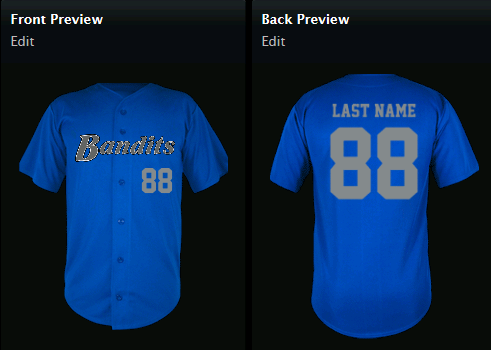 Front Preview
Edit
Bandits
88
Back Preview
Edit
LAST NAME
88